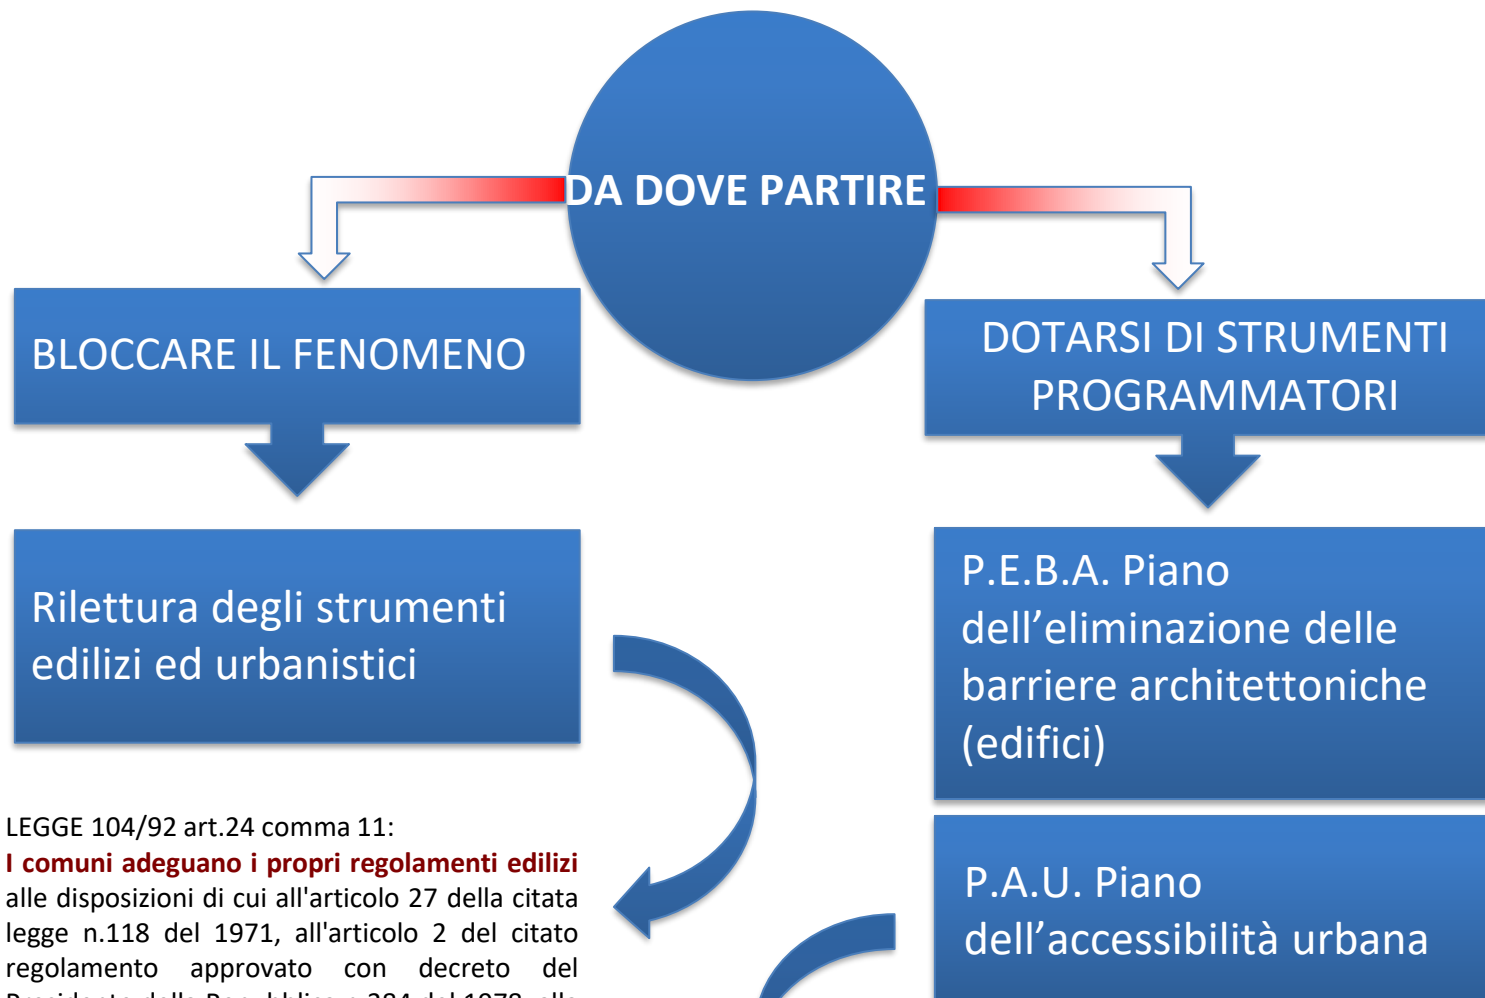 DA DOVE PARTIRE
BLOCCARE IL FENOMENO
Rilettura degli strumenti
edilizi ed urbanistici
LEGGE 104/92 art.24 comma 11:
I comuni adeguano i propri regolamenti edilizi
alle disposizioni di cui all'articolo 27 della citata
legge n.118 del 1971, all'articolo 2 del citato
regolamento approvato con decreto del
DOTARSI DI STRUMENTI
PROGRAMMATORI
P.E.B.A. Piano
dell’eliminazione delle
barriere architettoniche
(edifici)
P.A.U. Piano
dell’accessibilità urbana